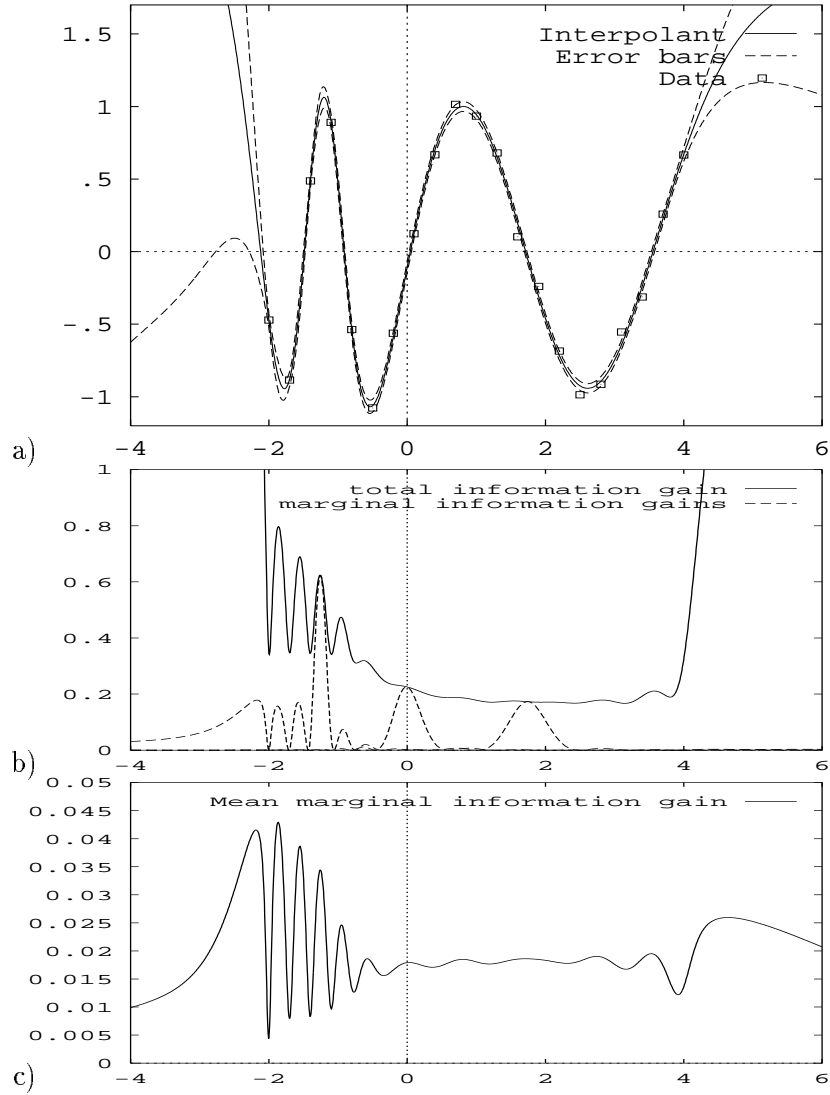 1.5
1
.5
0
-.5
-1
Interpolant
Error bars
Data
-4 -2 0 2 4 6
a)
1
0.8
0.6
0.4
0.2
0
total information gain
marginal information gains
-4 -2 0 2 4 6
b)
0.05
0.045
0.04
0.035
0.03
0.025
0.02
0.015
0.01
0.005
0
Mean marginal information gain
-4 -2 0 2 4 6
c)